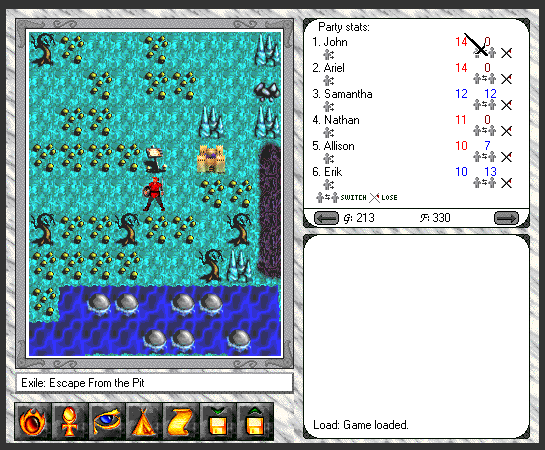 Party stats:
1. John 14 0
2. Ariel 14 0
3. Samantha 12 12
4. Nathan 11 0
5. Allison 10 7
6. Erik 10 13
SWITCH LOSE
G: 213 F: 330
Exile: Escape From the Pit
Load: Game loaded.